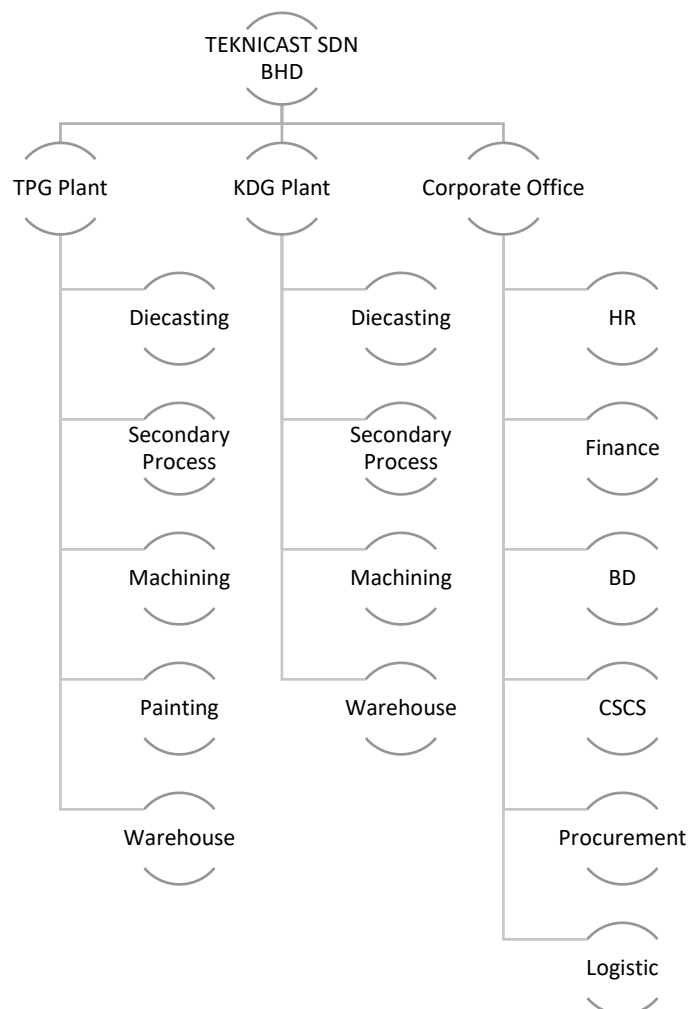 TEKNICAST SDN
BHD
TPG Plant
KDG Plant
Corporate Office
Diecasting
Diecasting
HR
Secondary
Process
Secondary
Process
Finance
Machining
Machining
BD
Painting
Warehouse
CSCS
Warehouse
Procurement
Logistic